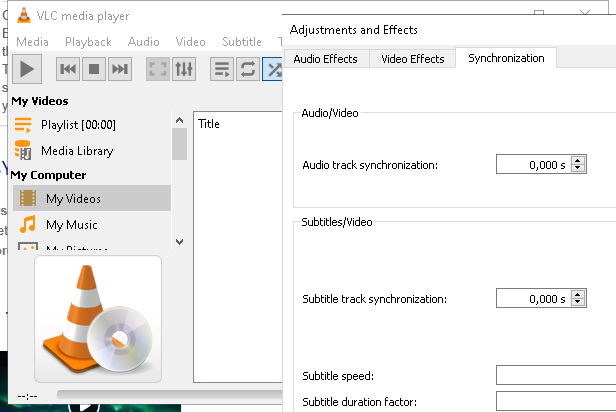 VLC media player
Media Playback Audio Video Subtitle
My Videos
Playlist [00:00]
Media Library
My Computer
My Videos
My Music
My Pictures
Title
--:--
Adjustments and Effects
Audio Effects Video Effects Synchronization
Audio/Video
Audio track synchronization: 0,000 s
Subtitles/Video
Subtitle track synchronization: 0,000 s
Subtitle speed:
Subtitle duration factor: